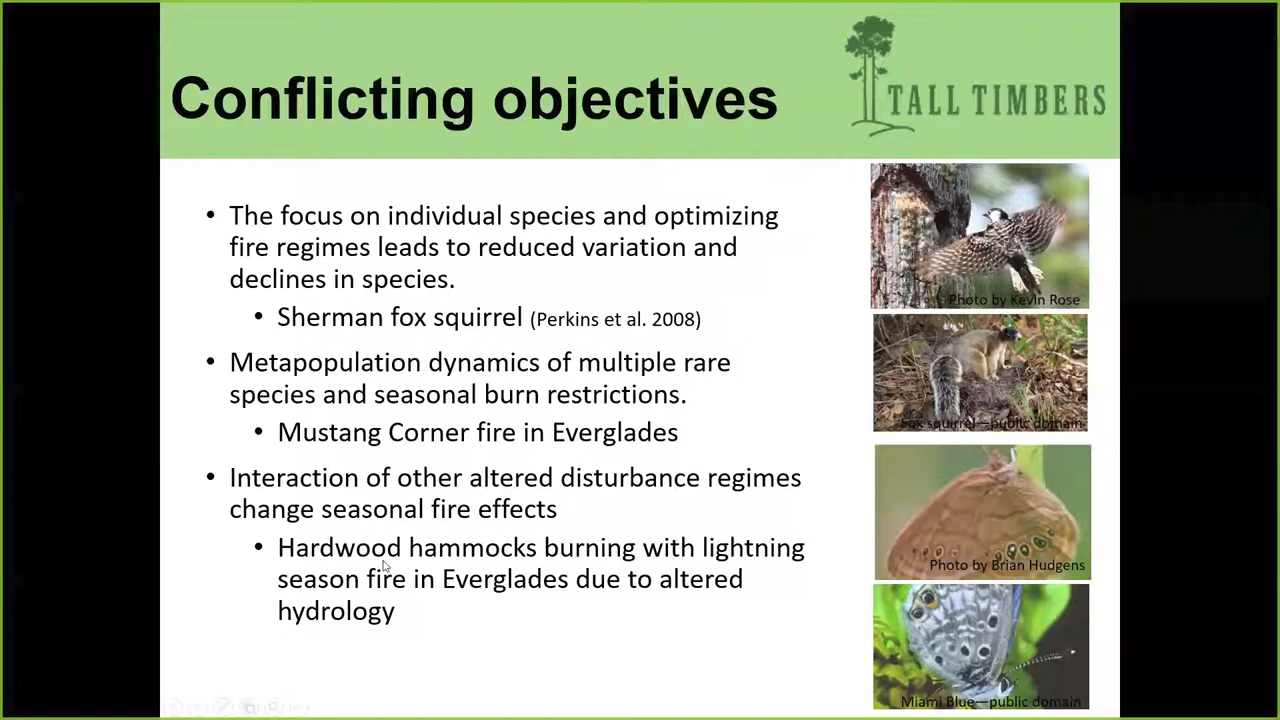 Conflicting objectives
TALL TIMBERS
• The focus on individual species and optimizing
fire regimes leads to reduced variation and
declines in species.
• Sherman fox squirrel (Perkins et al. 2008)
• Metapopulation dynamics of multiple rare
species and seasonal burn restrictions.
• Mustang Corner fire in Everglades
• Interaction of other altered disturbance regimes
change seasonal fire effects
• Hardwood hammocks burning with lightning
season fire in Everglades due to altered
hydrology
Photo by Kevin Rose
Fox squirrel—public domain
Photo by Brian Hudgens
Miami Blue—public domain